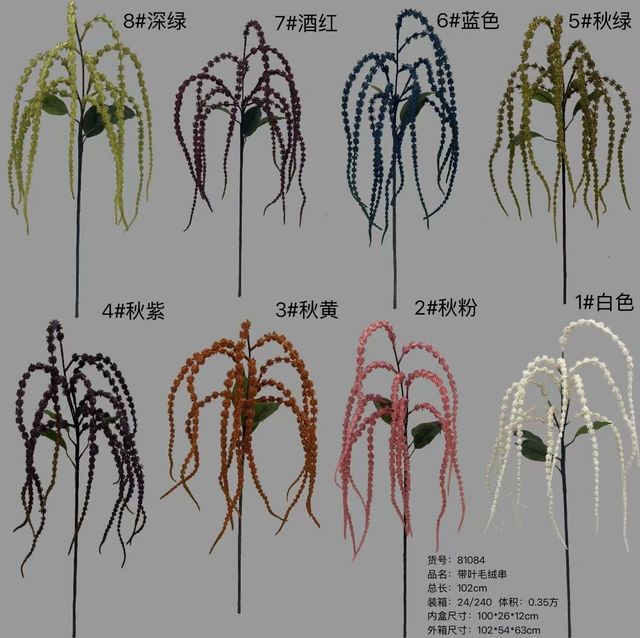 8#深绿
7#酒红
6#蓝色
5#秋绿
4#秋紫
3#秋黄
2#秋粉
1#白色
货号：81084
品名：带叶毛绒串
总长：102cm
装箱：24/240 体积：0.35方
内盒尺寸：100*26*12cm
外箱尺寸：102*54*63cm